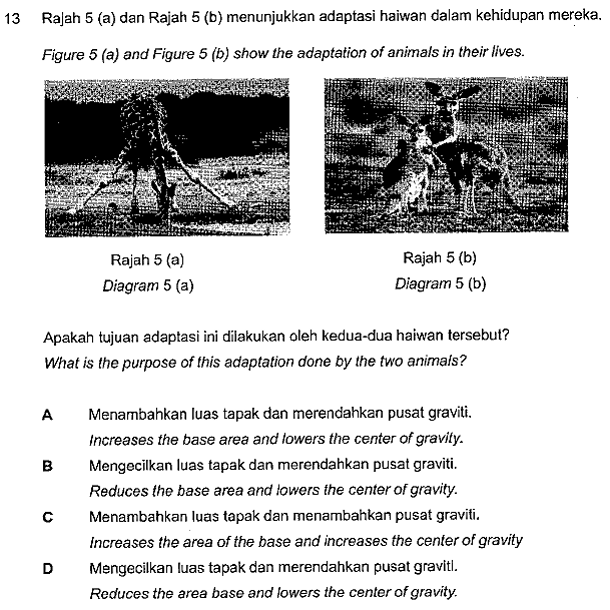 13 Rajah 5 (a) dan Rajah 5 (b) menunjukkan adaptasi haiwan dalam kehidupan mereka.
Figure 5 (a) and Figure 5 (b) show the adaptation of animals in their lives.
Rajah 5 (a) Rajah 5 (b)
Diagram 5 (a) Diagram 5 (b)
Apakah tujuan adaptasi ini dilakukan oleh kedua-dua haiwan tersebut?
What is the purpose of this adaptation done by the two animals?
A Menambahkan luas tapak dan merendahkan pusat graviti.
Increases the base area and lowers the center of gravity.
B Mengecilkan luas tapak dan merendahkan pusat graviti.
Reduces the base area and lowers the center of gravity.
C Menambahkan luas tapak dan menambahkan pusat graviti.
Increases the area of the base and increases the center of gravity
D Mengecilkan luas tapak dan merendahkan pusat graviti.
Reduces the area base and lowers the center of gravity.